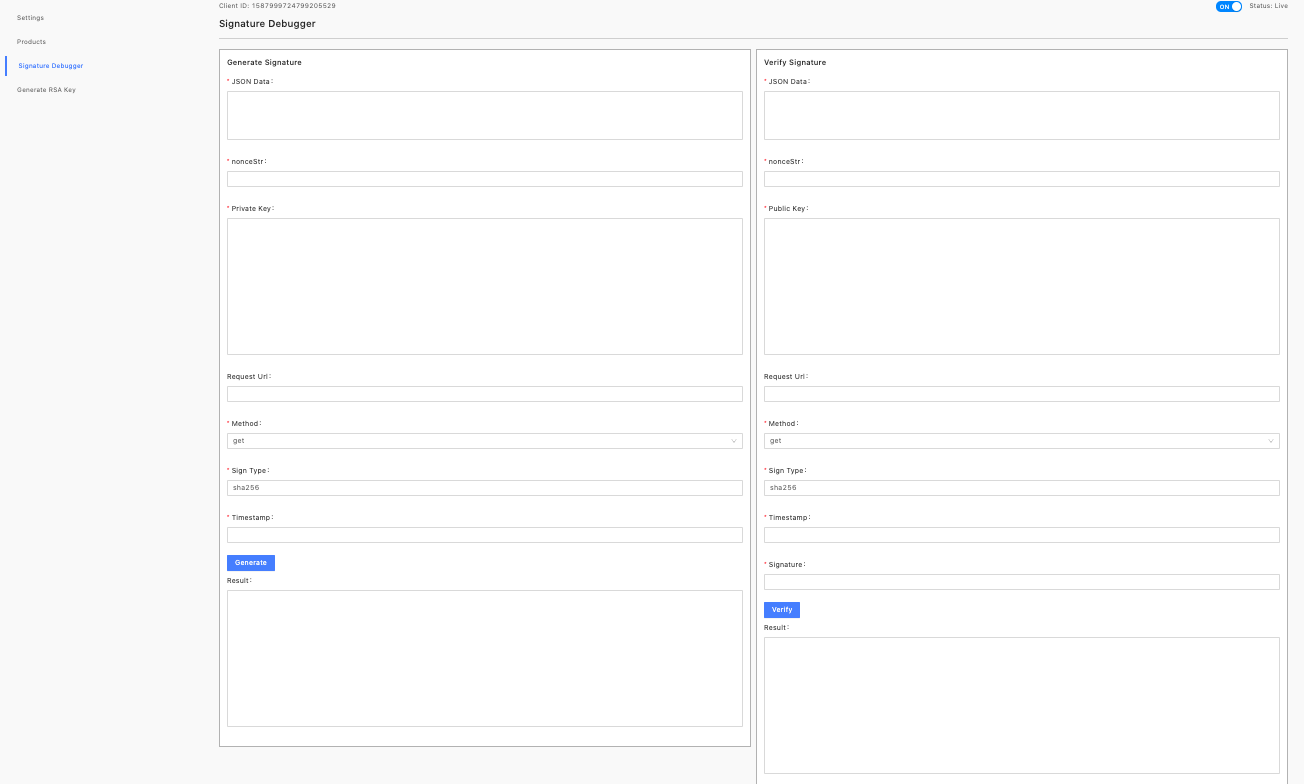 Settings
Products
Signature Debugger
Generate RSA Key
Client ID: 1587999724799205529
ON
Status: Live
Signature Debugger
Generate Signature
* JSON Data:
* nonceStr:
* Private Key:
Request Url:
* Method:
get
* Sign Type:
sha256
* Timestamp:
Generate
Result:
Verify Signature
* JSON Data:
* nonceStr:
* Public Key:
Request Url:
* Method:
get
* Sign Type:
sha256
* Timestamp:
* Signature:
Verify
Result: